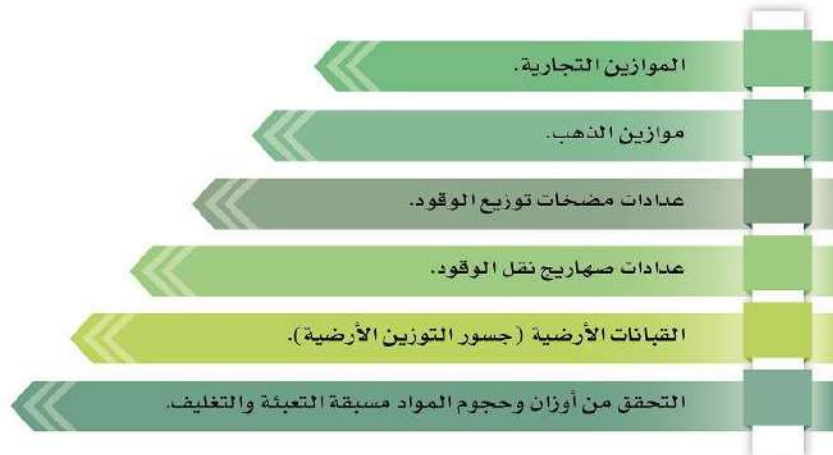 الموازين التجارية.
موازين الذهب.
عدادات مضخات توزيع الوقود.
عدادات صهاريج نقل الوقود.
القبانات الأرضية (جسور التوزين الأرضية).
التحقق من أوزان وحجوم المواد مسبقة التعبئة والتغليف.